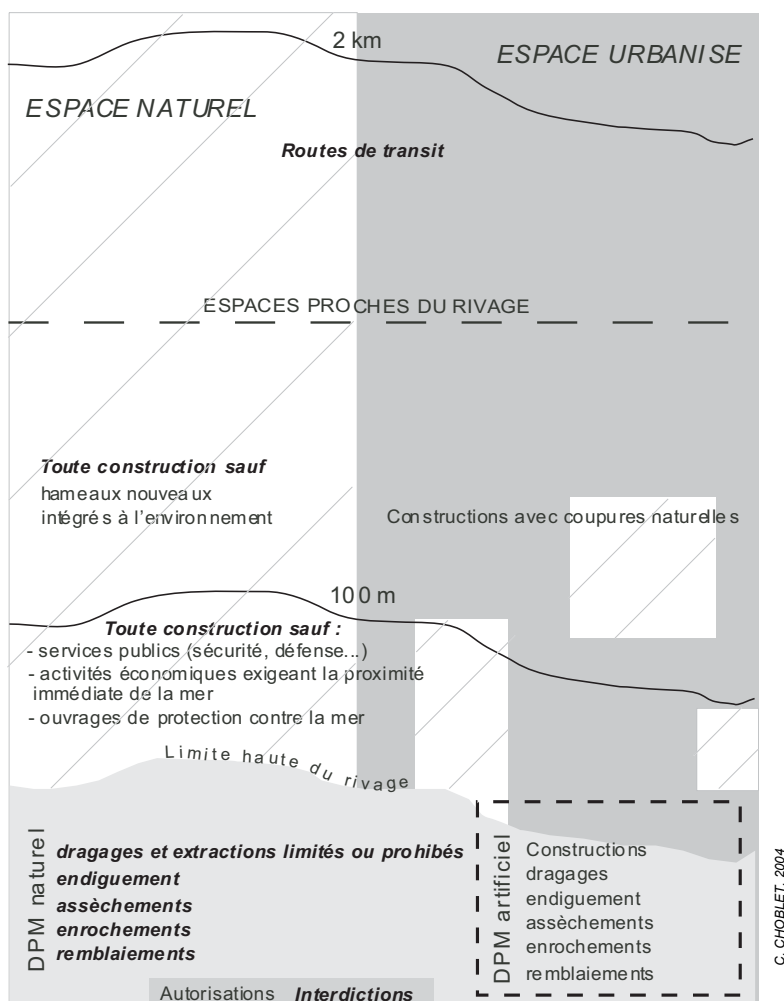 2 km
ESPACE URBANISE
ESPACE NATUREL
Routes de transit
ESPACES PROCHES DU RIVAGE
Toute construction sauf
hameaux nouveaux
intégrés à l'environnement
Constructions avec coupures naturelles
100 m
Toute construction sauf :
- services publics (sécurité, défense...)
- activités économiques exigeant la proximité
immédiate de la mer
- ouvrages de protection contre la mer
Limite haute du rivage
DPM naturel
dragages et extractions limités ou prohibés
endiguement
assèchements
enrochements
remblaiements
DPM artificiel
Constructions
dragages
endiguement
assèchements
enrochements
remblaiements
Autorisations Interdictions
C. CHOBLET, 2004